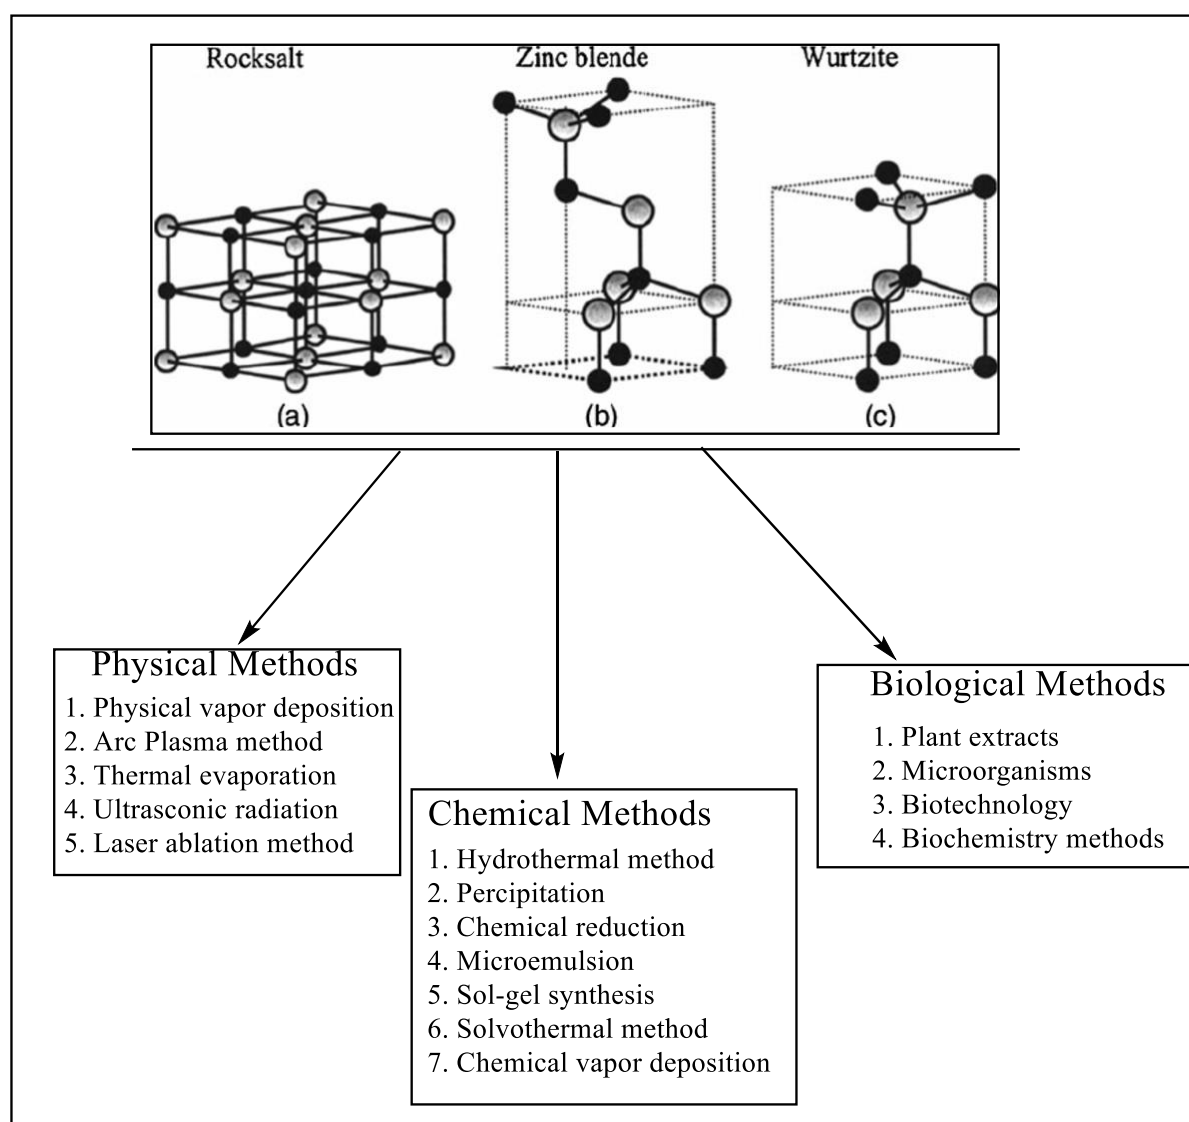 Rocksalt
Zinc blende
Wurtzite
(a)
(b)
(c)
Physical Methods
1. Physical vapor deposition
2. Arc Plasma method
3. Thermal evaporation
4. Ultrasconic radiation
5. Laser ablation method
Chemical Methods
1. Hydrothermal method
2. Percipitation
3. Chemical reduction
4. Microemulsion
5. Sol-gel synthesis
6. Solvothermal method
7. Chemical vapor deposition
Biological Methods
1. Plant extracts
2. Microorganisms
3. Biotechnology
4. Biochemistry methods